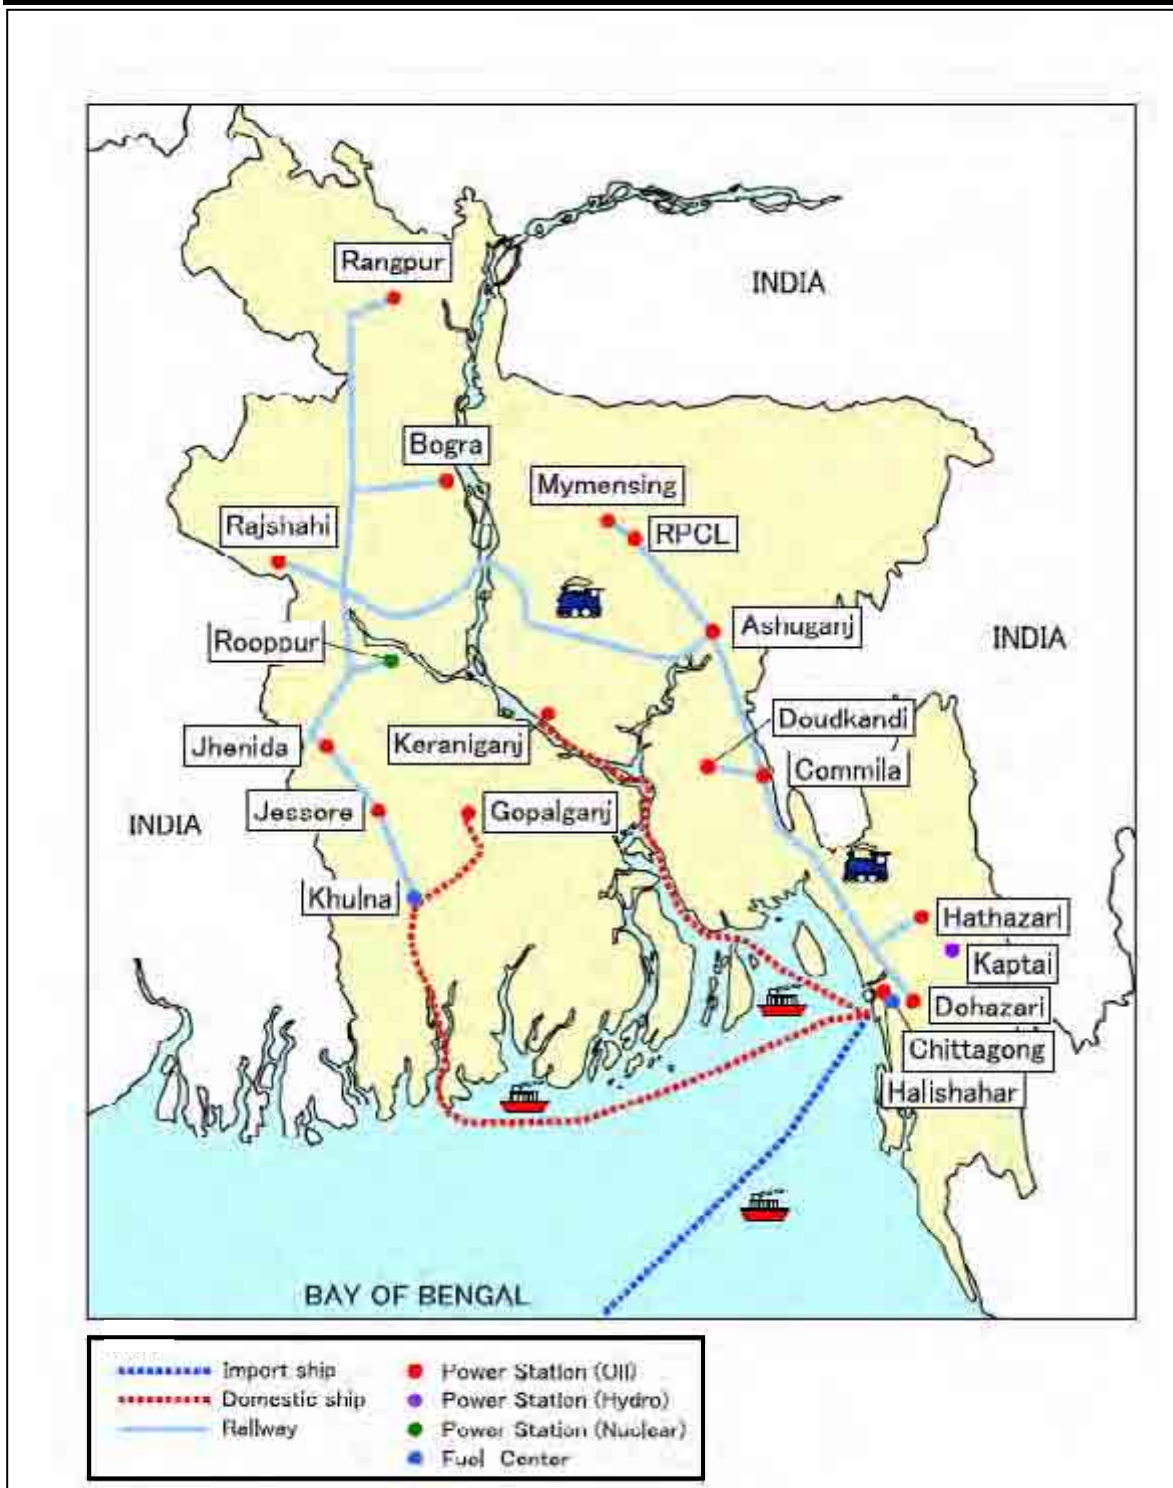 Rangpur
INDIA
Bogra
Mymensing
Rajshahi
RPCL
Ashuganj
Rooppur
INDIA
Doudkandi
Keraniganj
Jhenida
Commila
Jessore
Gopalganj
INDIA
Khulna
Hathazari
Kaptai
Dohazari
Chittagong
Halishahar
BAY OF BENGAL
Import ship
Power Station (Oil)
Domestic ship
Power Station (Hydro)
Railway
Power Station (Nuclear)
Fuel Center